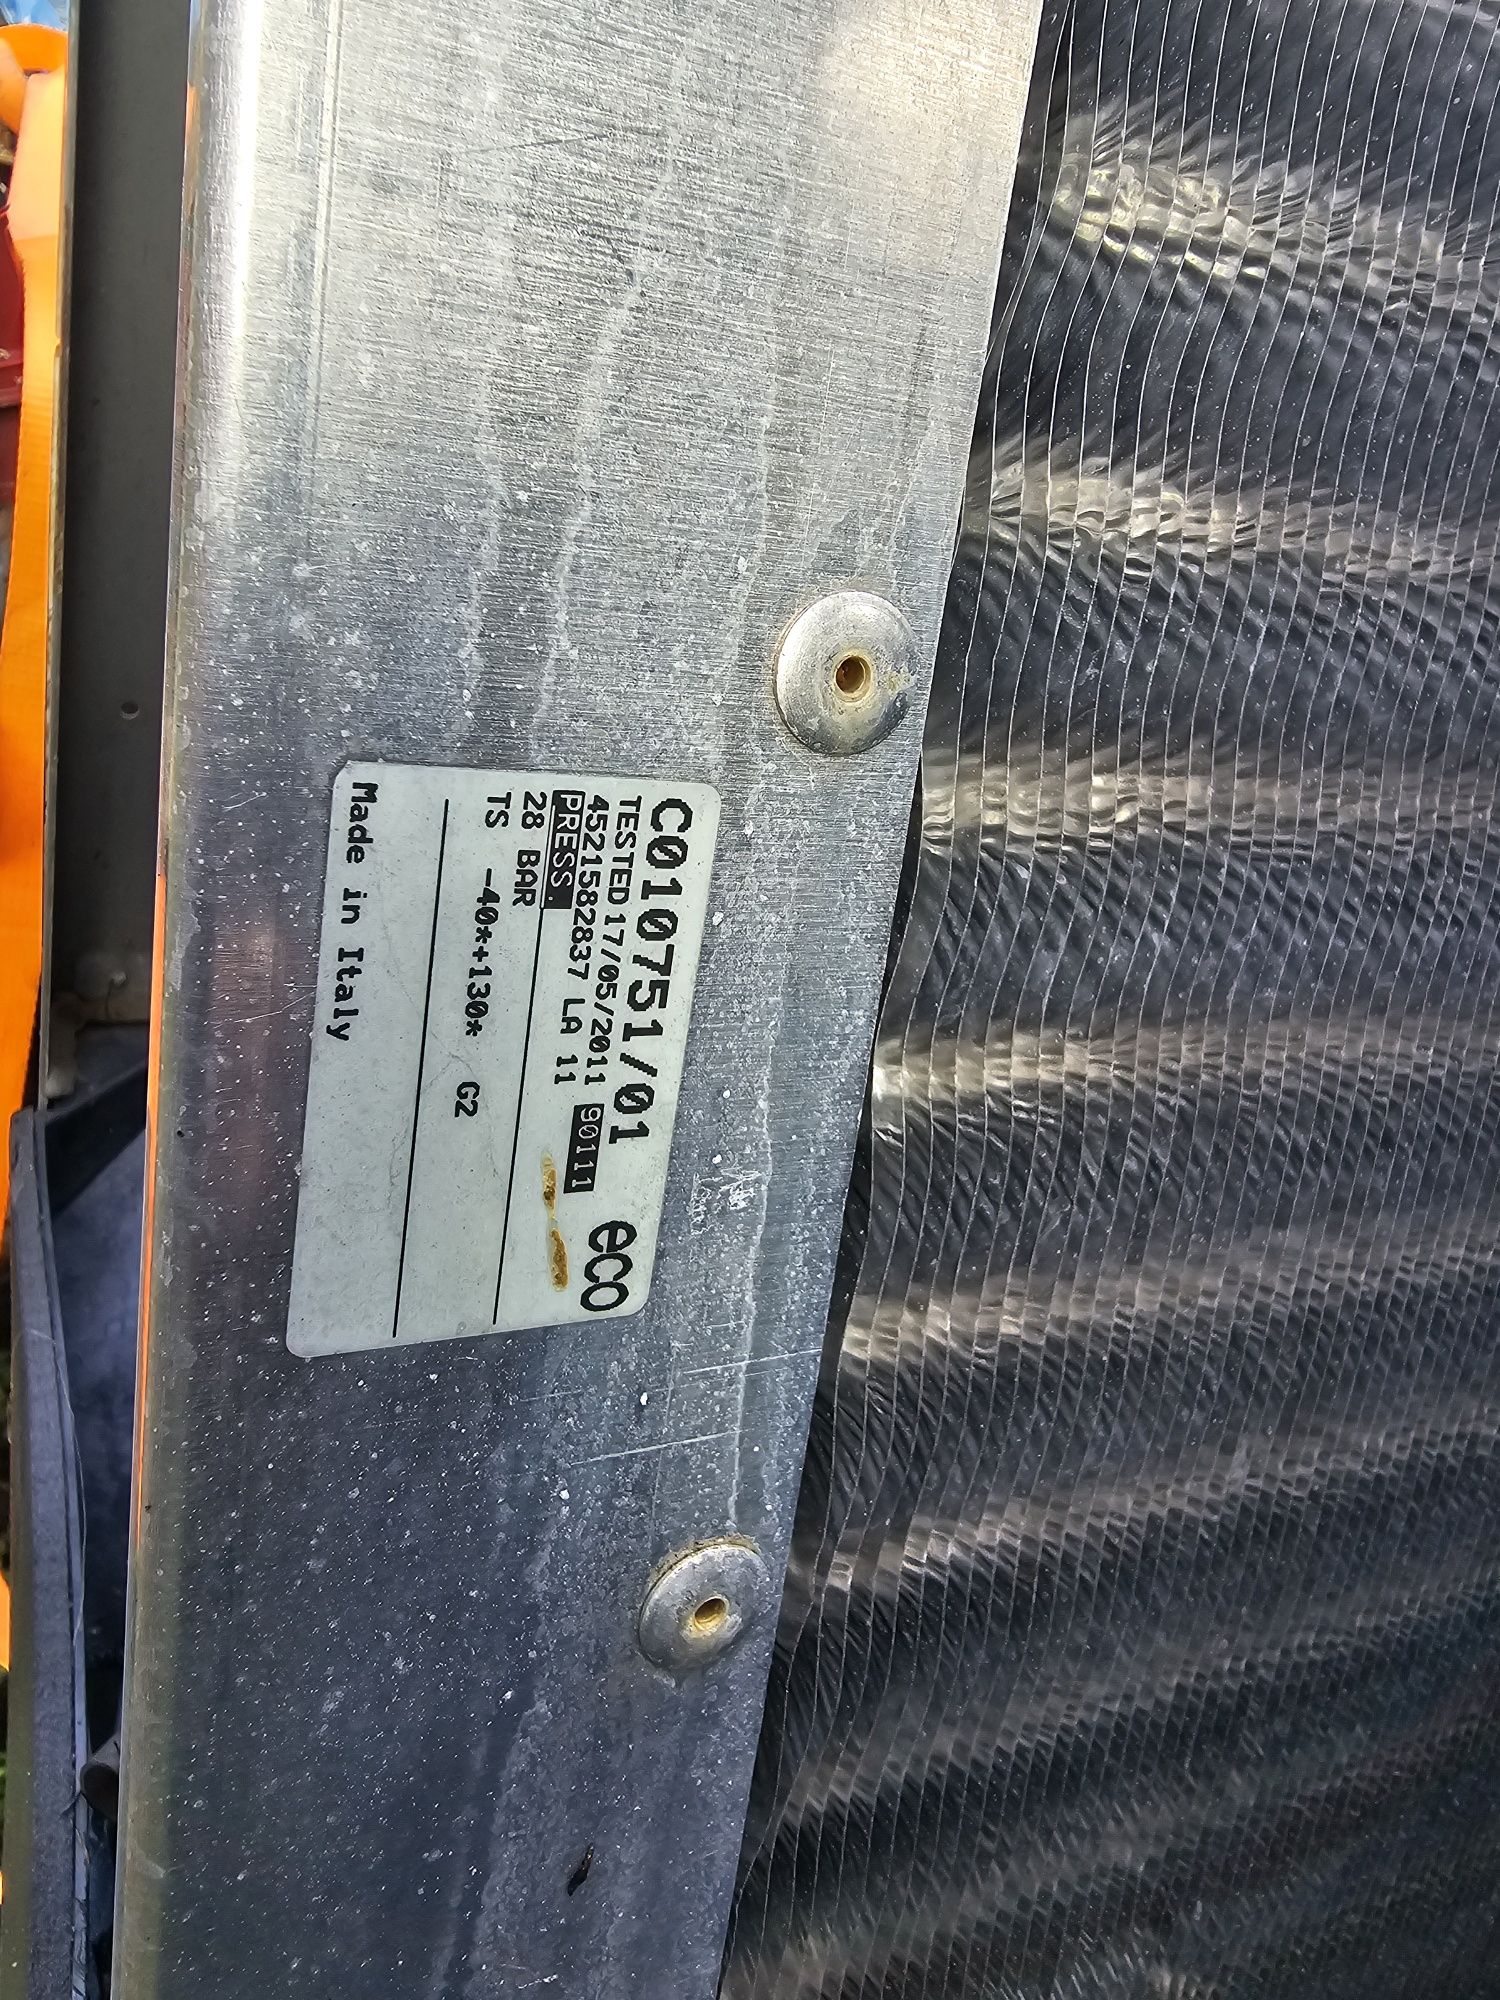 C010751/01
TESTED 17/05/2011 90111 eco
4521582837 LA 11
PRESS.
28 BAR
TS -40*+130* G2
Made in Italy